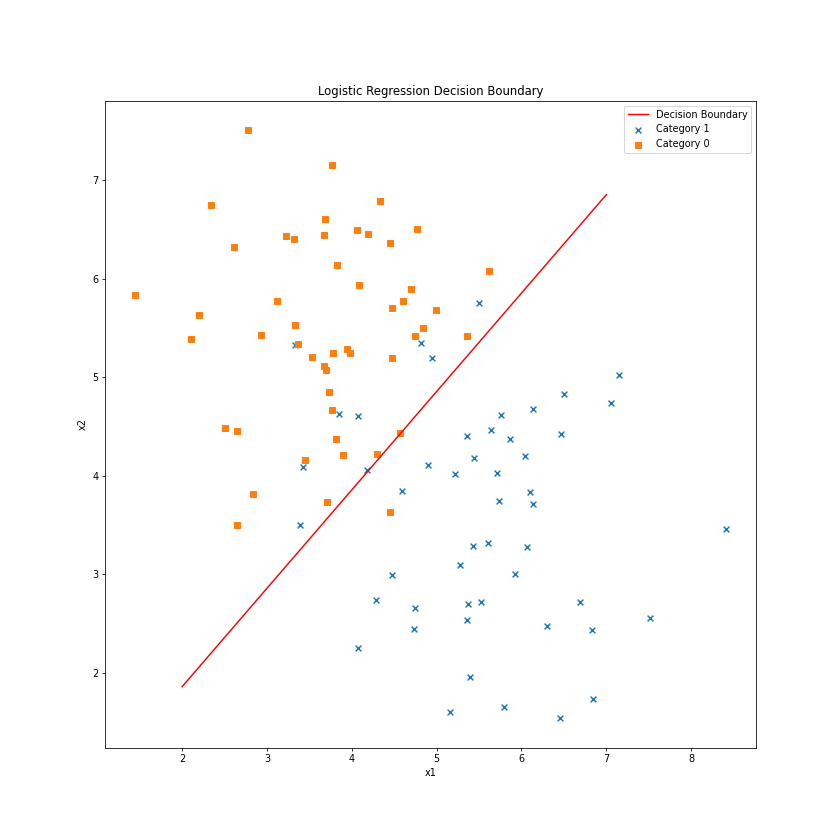 Logistic Regression Decision Boundary
Decision Boundary
Category 1
Category 0
7
6
5
4
3
2
x2
2 3 4 5 6 7 8
x1